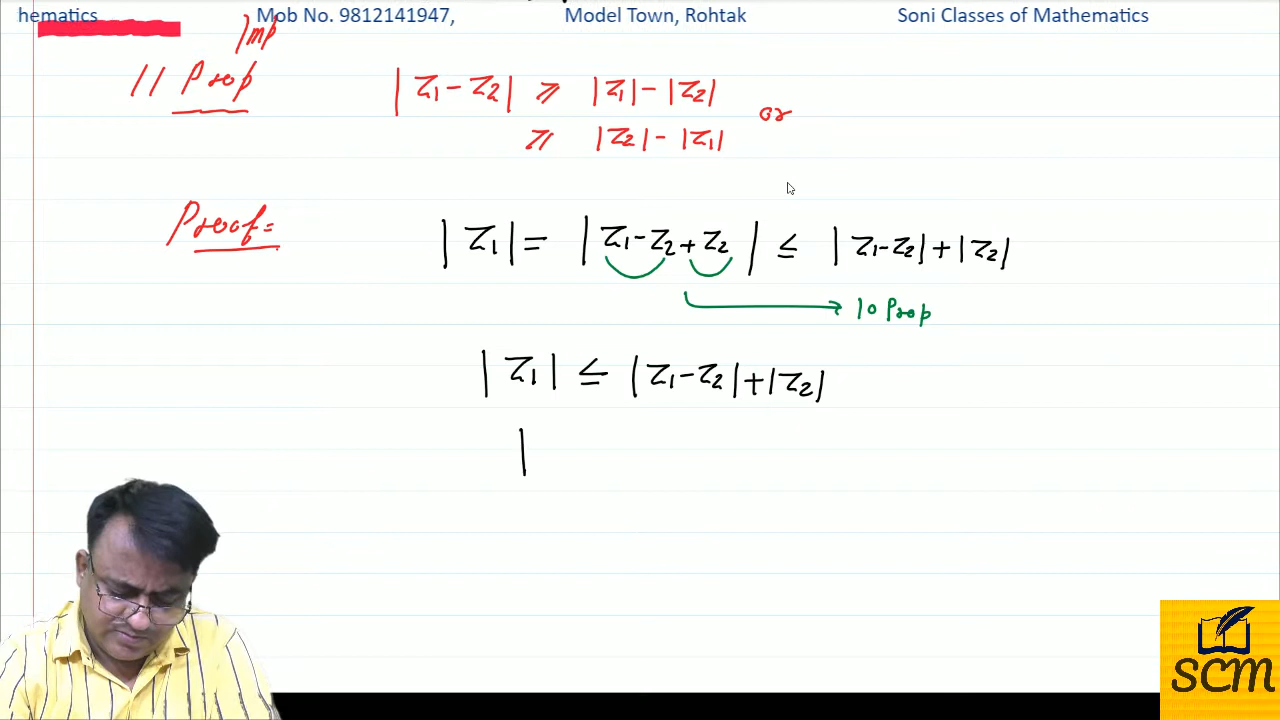 hematics Mob No. 9812141947, Model Town, Rohtak Soni Classes of Mathematics
Imp
11 Prop |Z1-Z2| ≥ |Z1|-|Z2| or
≥ |Z2|-|Z1|
Proof= |Z1| = |Z1-Z2+Z2| ≤ |Z1-Z2|+|Z2|
10 Prop
|Z1| ≤ |Z1-Z2|+|Z2|
|
SCM